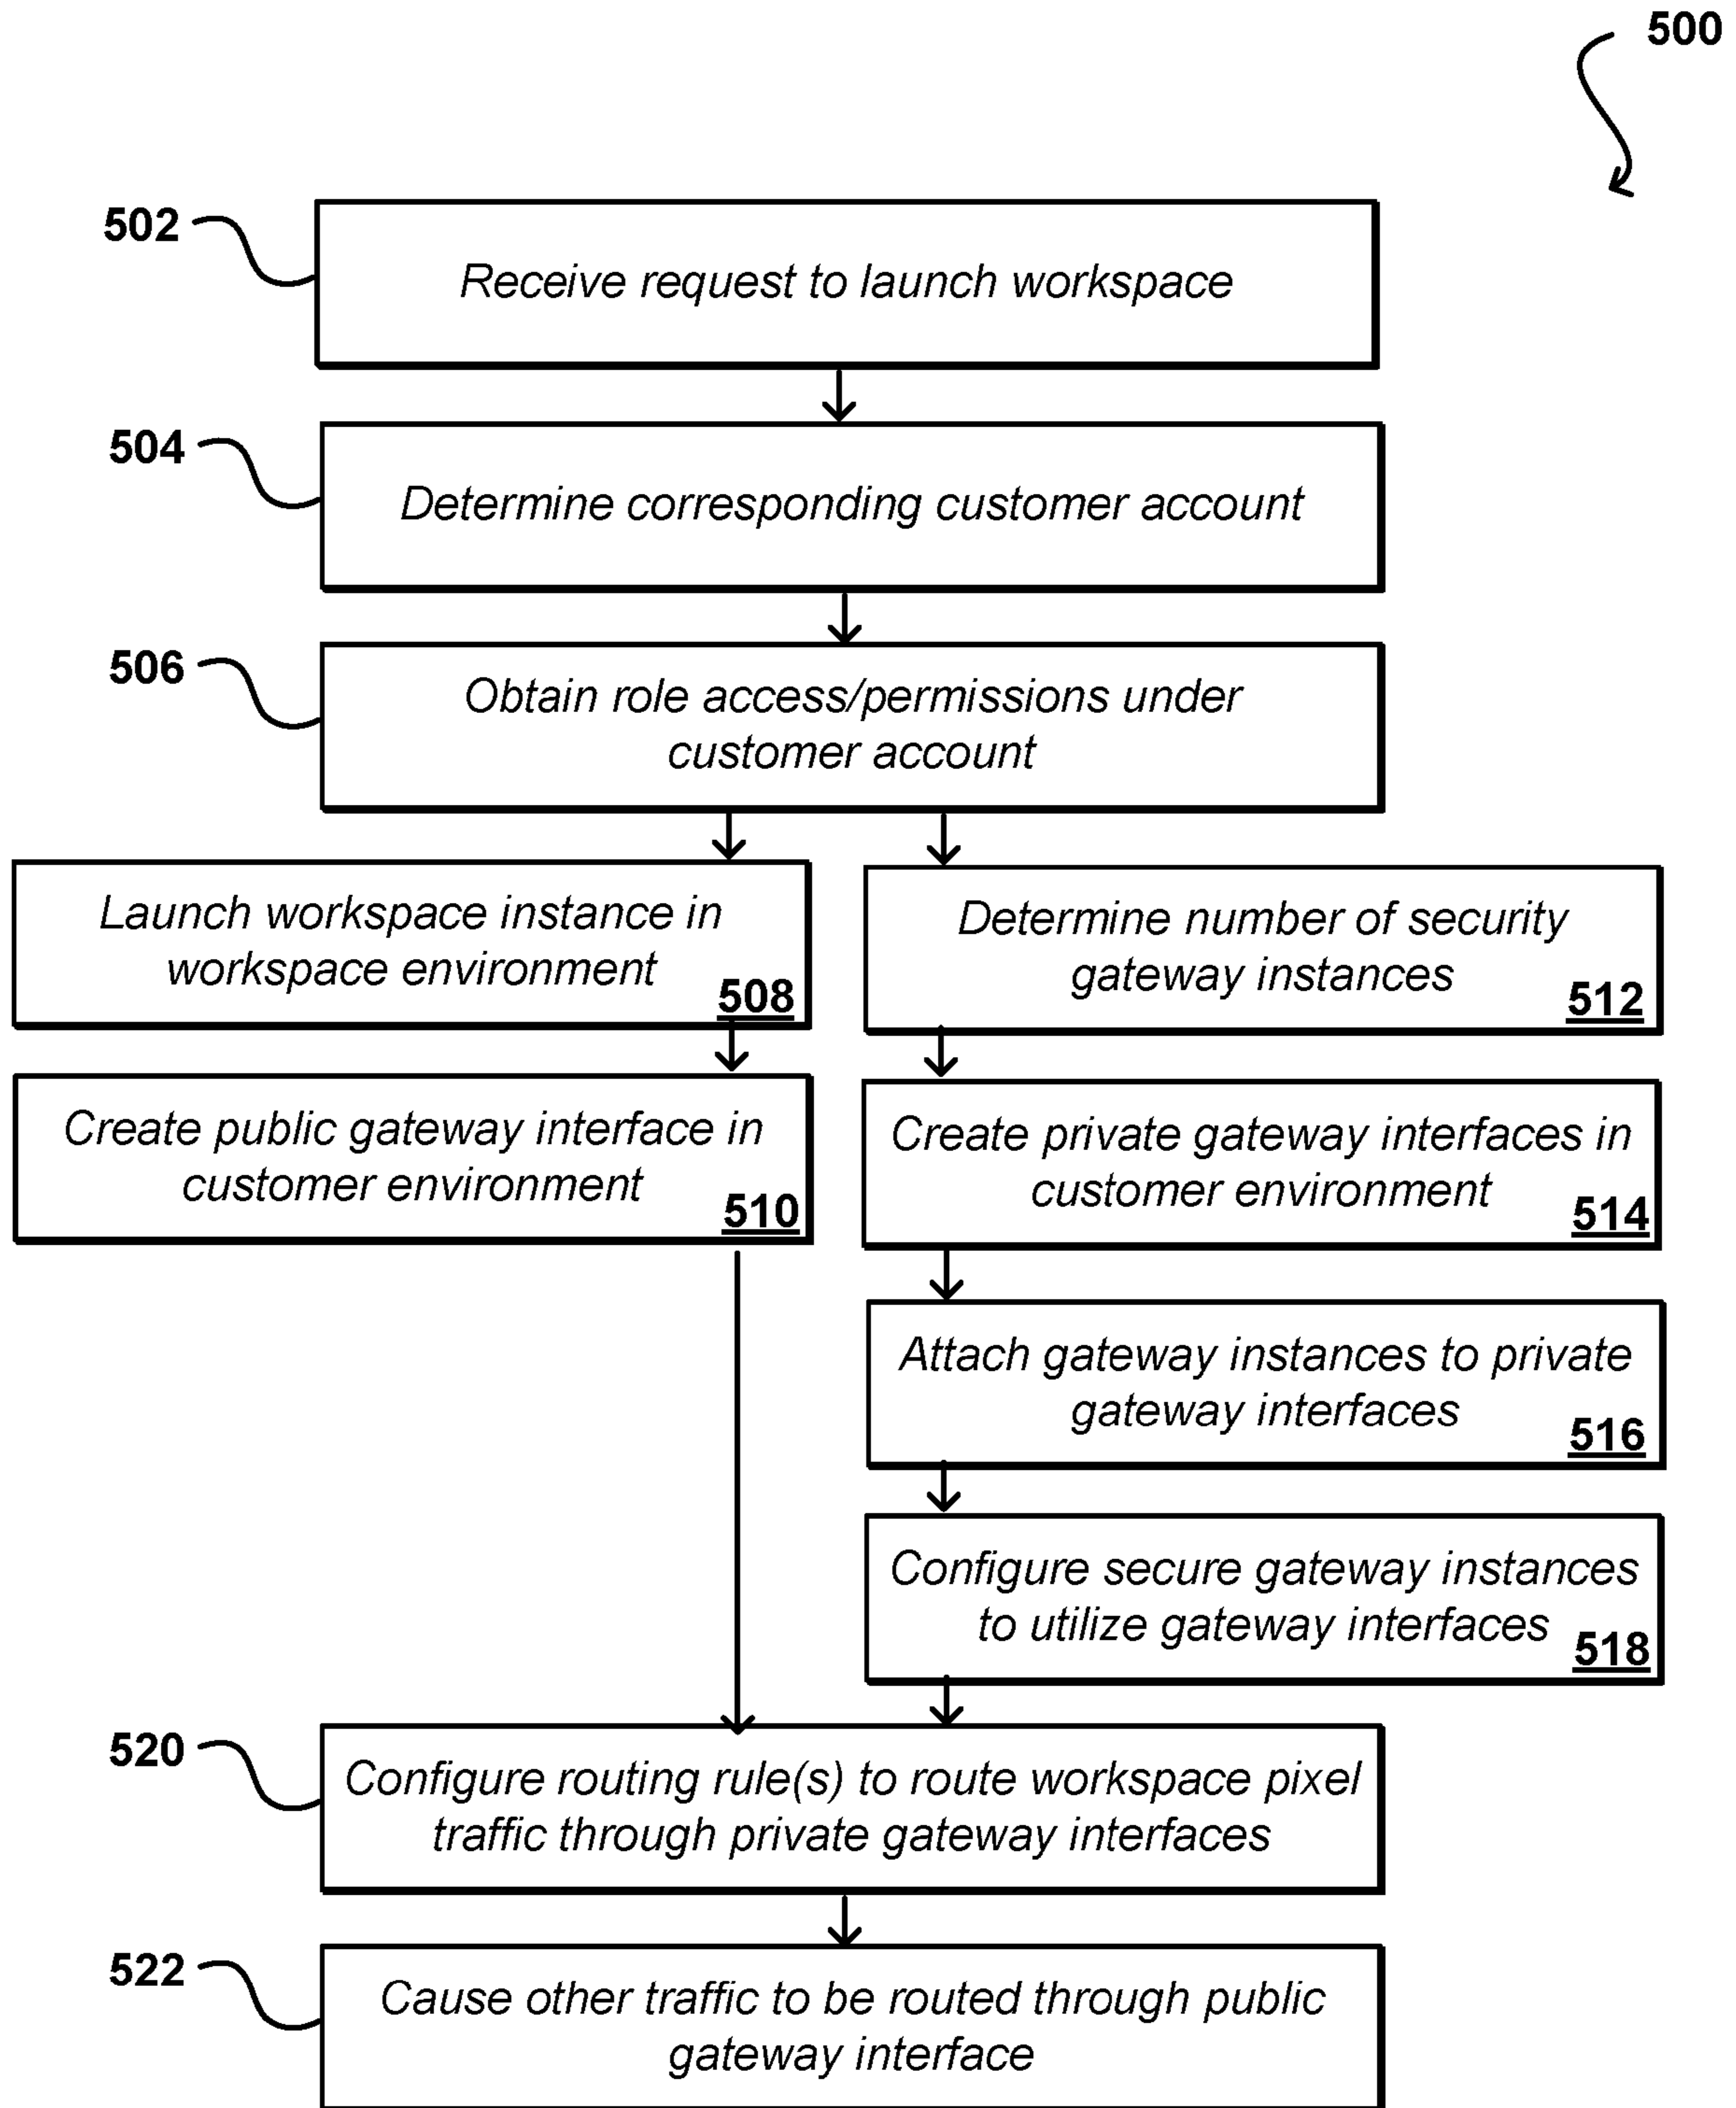 500
502
Receive request to launch workspace
504
Determine corresponding customer account
506
Obtain role access/permissions under
customer account
Launch workspace instance in
workspace environment
508
Determine number of security
gateway instances
512
Create public gateway interface in
customer environment
510
Create private gateway interfaces in
customer environment
514
Attach gateway instances to private
gateway interfaces
516
Configure secure gateway instances
to utilize gateway interfaces
518
520
Configure routing rule(s) to route workspace pixel
traffic through private gateway interfaces
522
Cause other traffic to be routed through public
gateway interface